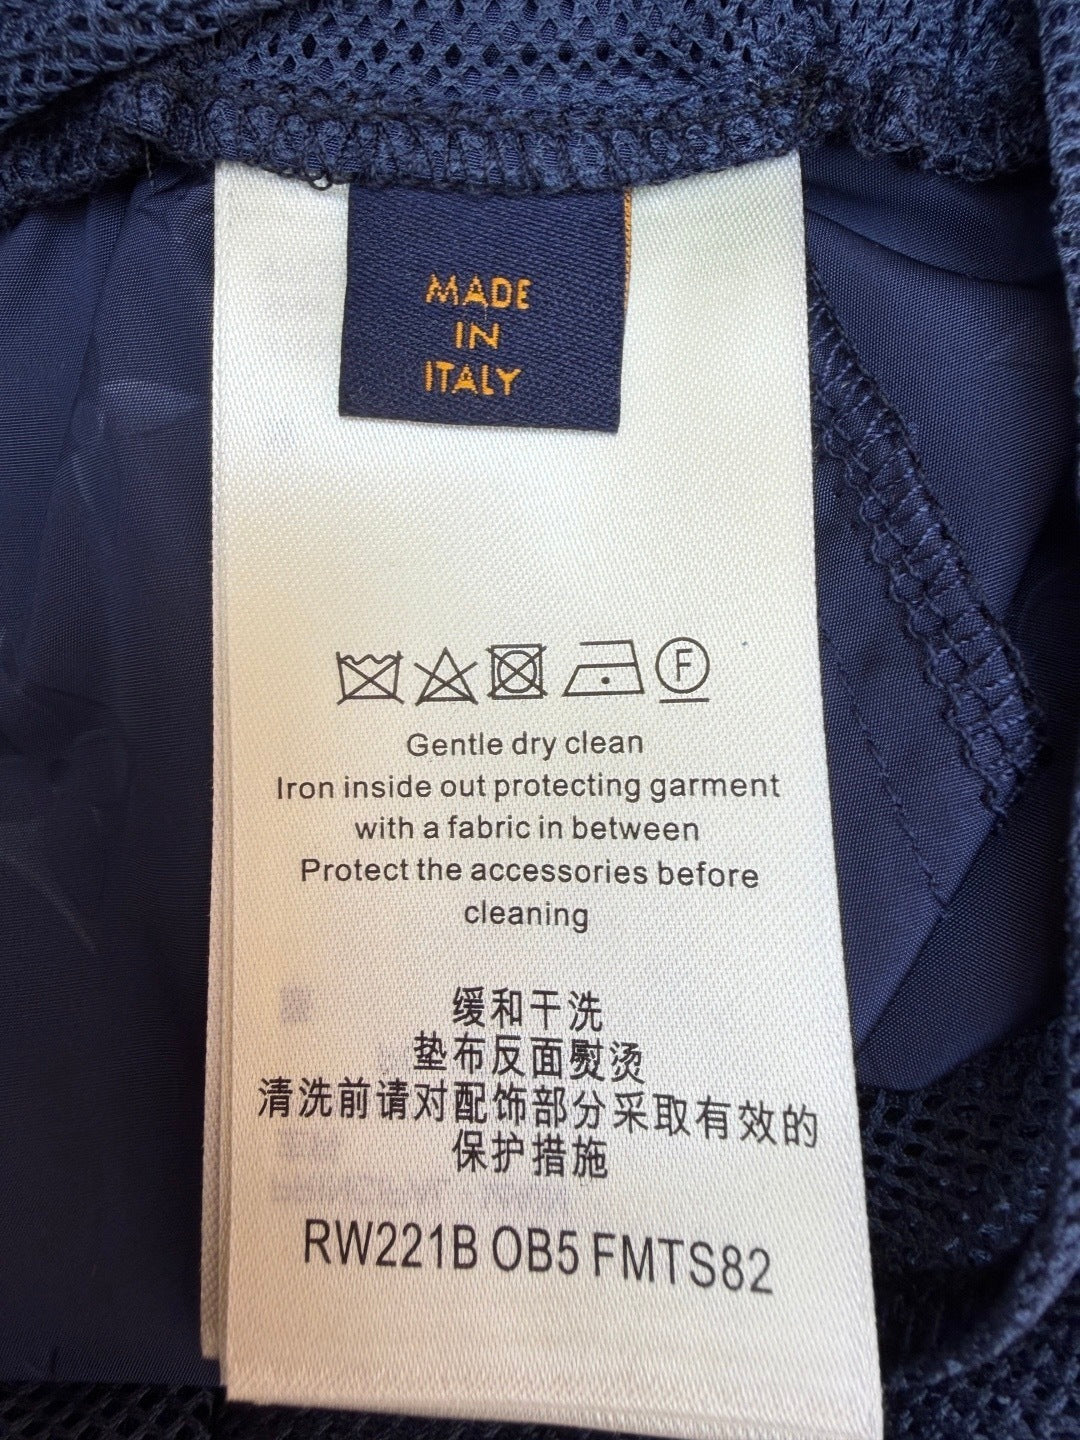 MADE
IN
ITALY
F
Gentle dry clean
Iron inside out protecting garment
with a fabric in between
Protect the accessories before
cleaning
缓和干洗
垫布反面熨烫
清洗前请对配饰部分采取有效的
保护措施
RW221B OB5 FMTS82